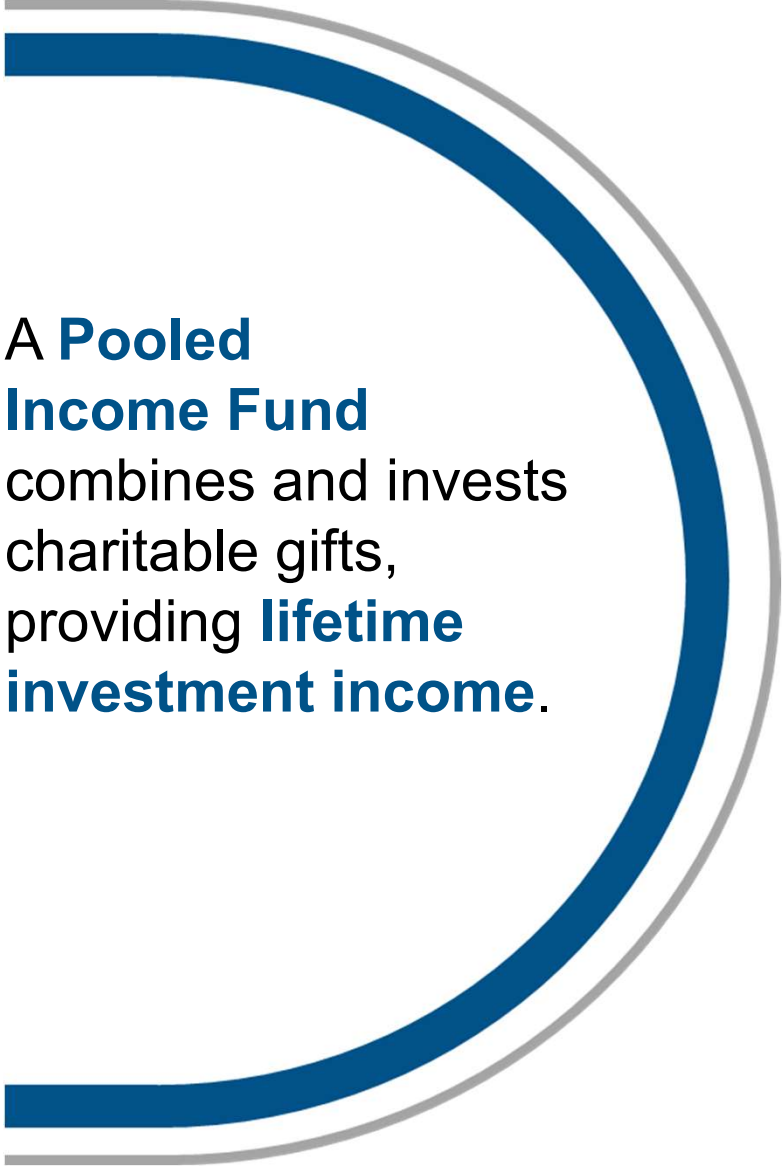 A Pooled
Income Fund
combines and invests
charitable gifts,
providing lifetime
investment income.